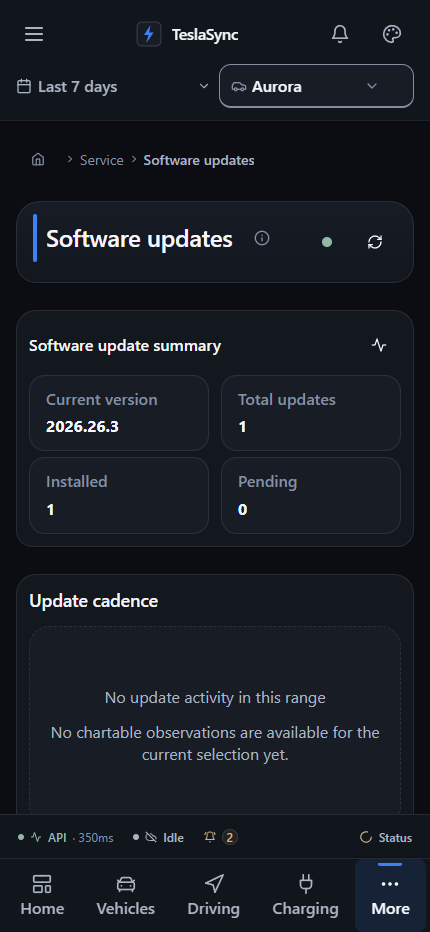 TeslaSync
Last 7 days
Aurora
Service > Software updates
Software updates
Software update summary
Current version
2026.26.3
Total updates
1
Installed
1
Pending
0
Update cadence
No update activity in this range
No chartable observations are available for the
current selection yet.
API · 350ms
Idle
2
Status
Home
Vehicles
Driving
Charging
More